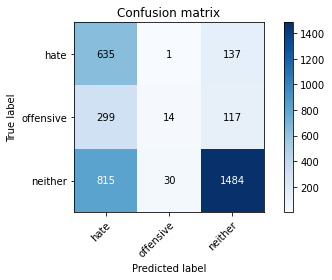 Confusion matrix
1400
1200
1000
800
600
400
200
True label
hate
offensive
neither
635 1 137
299 14 117
815 30 1484
hate
offensive
neither
Predicted label